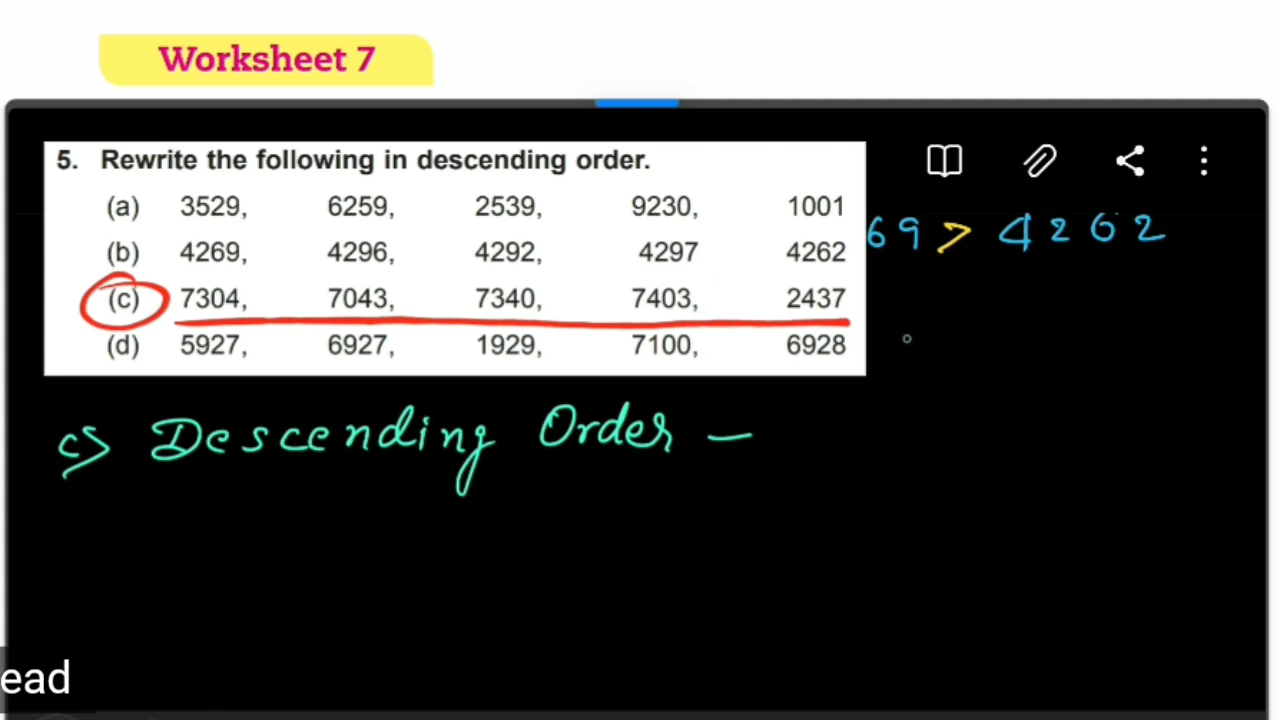 Worksheet 7
5. Rewrite the following in descending order.
(a) 3529, 6259, 2539, 9230, 1001
(b) 4269, 4296, 4292, 4297 4262
69 > 4262
(c) 7304, 7043, 7340, 7403, 2437
(d) 5927, 6927, 1929, 7100, 6928
c> Descending Order —
ead